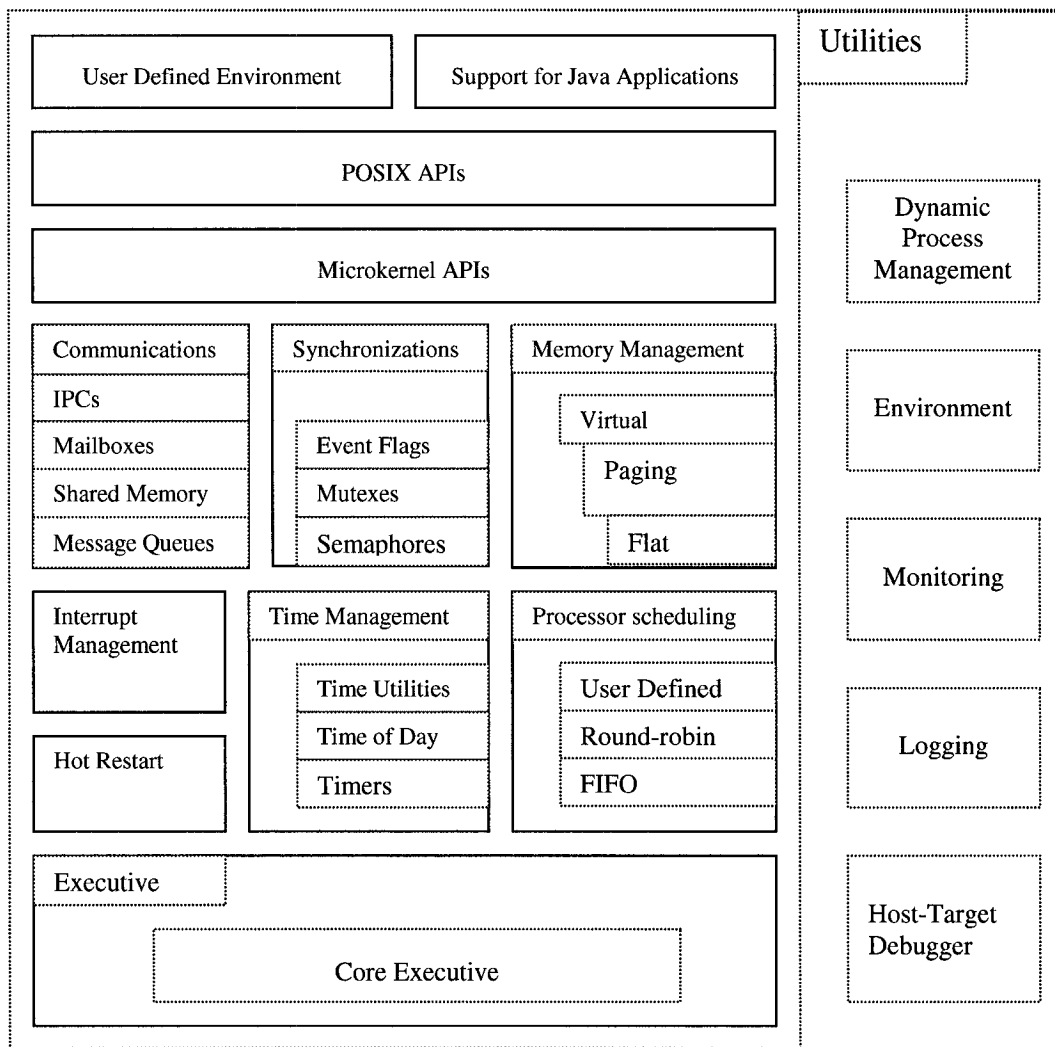 User Defined Environment
Support for Java Applications
POSIX APIs
Microkernel APIs
Communications
IPCs
Mailboxes
Shared Memory
Message Queues
Synchronizations
Event Flags
Mutexes
Semaphores
Memory Management
Virtual
Paging
Flat
Interrupt
Management
Hot Restart
Time Management
Time Utilities
Time of Day
Timers
Processor scheduling
User Defined
Round-robin
FIFO
Executive
Core Executive
Utilities
Dynamic
Process
Management
Environment
Monitoring
Logging
Host-Target
Debugger